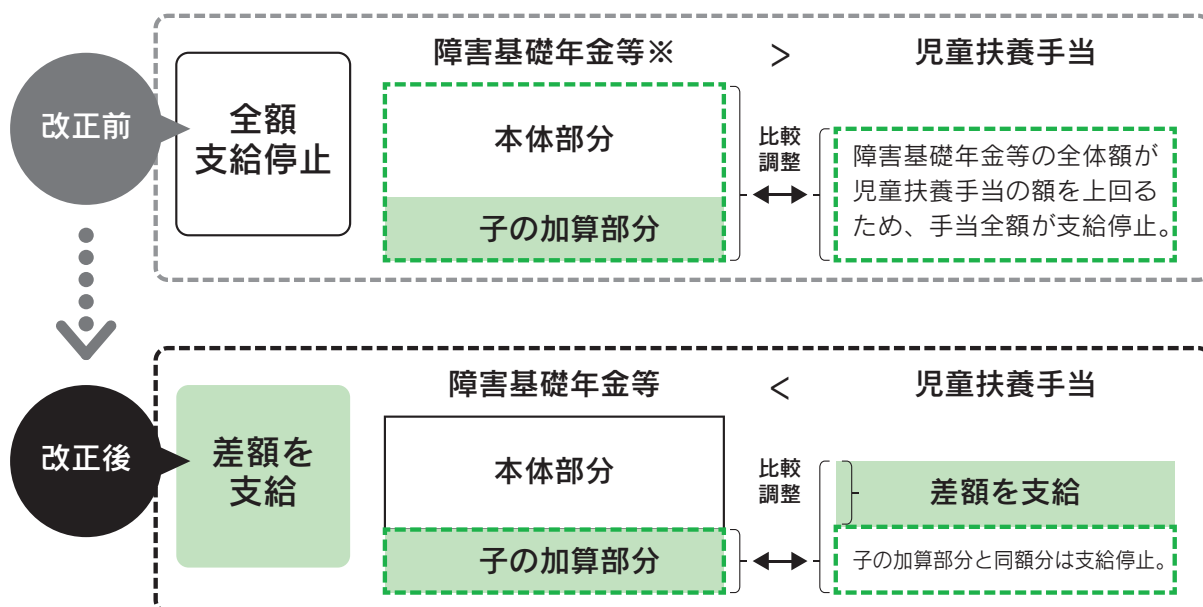 改正前
全額
支給停止
障害基礎年金等※
>
児童扶養手当
本体部分
子の加算部分
比較
調整
障害基礎年金等の全体額が
児童扶養手当の額を上回る
ため、手当全額が支給停止。
改正後
差額を
支給
障害基礎年金等
<
児童扶養手当
本体部分
子の加算部分
比較
調整
差額を支給
子の加算部分と同額分は支給停止。